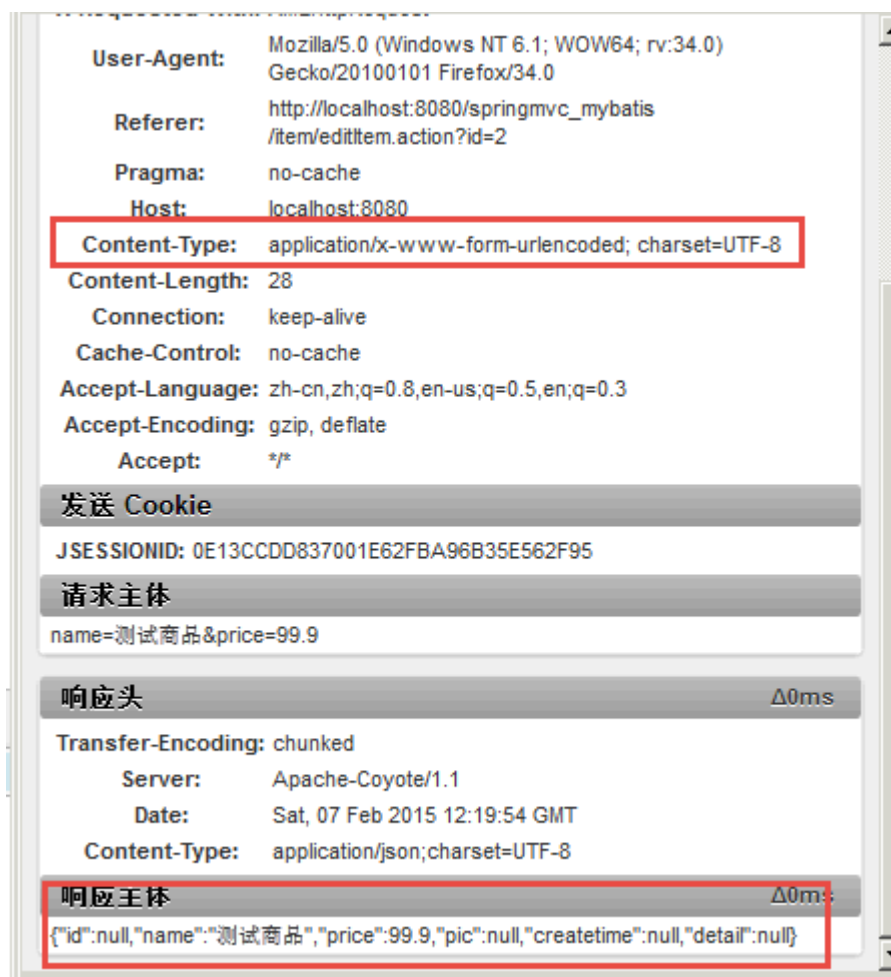 User-Agent: Mozilla/5.0 (Windows NT 6.1; WOW64; rv:34.0)
Gecko/20100101 Firefox/34.0
Referer: http://localhost:8080/springmvc_mybatis
/item/editItem.action?id=2
Pragma: no-cache
Host: localhost:8080
Content-Type: application/x-www-form-urlencoded; charset=UTF-8
Content-Length: 28
Connection: keep-alive
Cache-Control: no-cache
Accept-Language: zh-cn,zh;q=0.8,en-us;q=0.5,en;q=0.3
Accept-Encoding: gzip, deflate
Accept: */*
发送 Cookie
JSESSIONID: 0E13CCDD837001E62FBA96B35E562F95
请求主体
name=测试商品&price=99.9
响应头 Δ0ms
Transfer-Encoding: chunked
Server: Apache-Coyote/1.1
Date: Sat, 07 Feb 2015 12:19:54 GMT
Content-Type: application/json;charset=UTF-8
响应主体 Δ0ms
{"id":null,"name":"测试商品","price":99.9,"pic":null,"createtime":null,"detail":null}